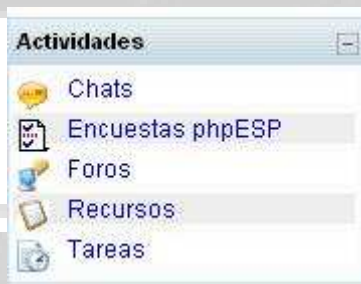 Actividades
Chats
Encuestas phpESP
Foros
Recursos
Tareas